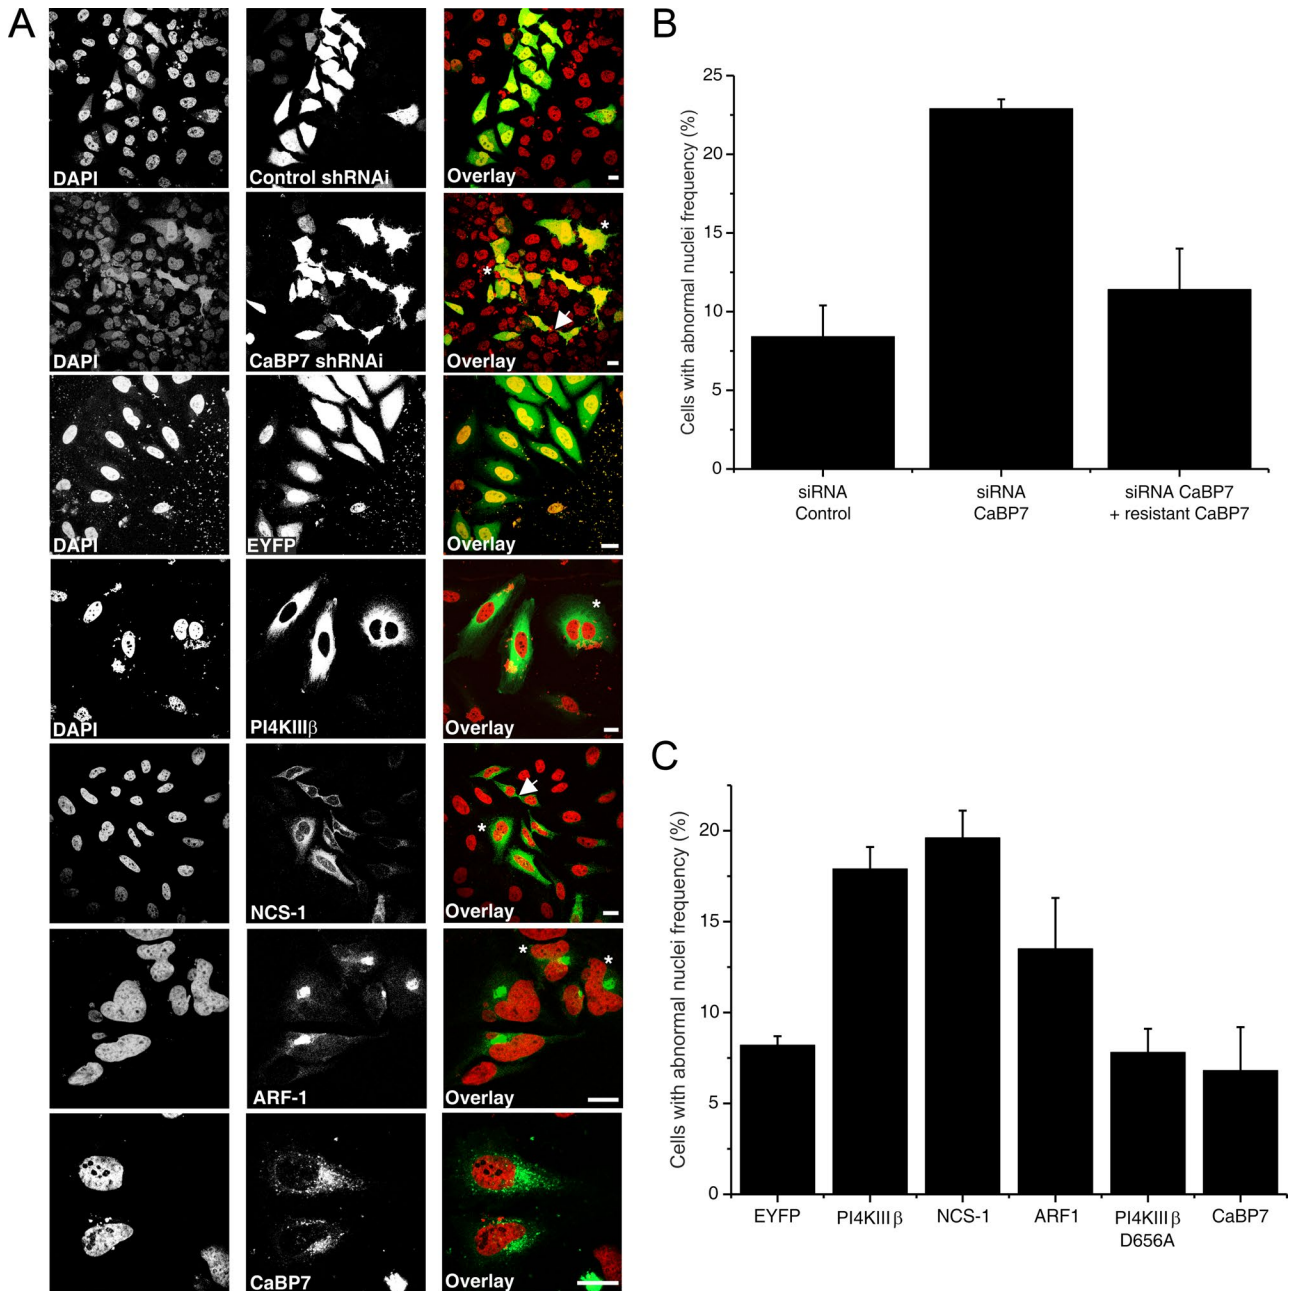 A
DAPI
Control shRNAi
Overlay
*
*
DAPI
CaBP7 shRNAi
Overlay
DAPI
EYFP
Overlay
*
DAPI
PI4KIIIβ
Overlay
*
NCS-1
Overlay
*
*
ARF-1
Overlay
CaBP7
Overlay
B
Cells with abnormal nuclei frequency (%)
25
20
15
10
5
0
siRNA
Control
siRNA
CaBP7
siRNA CaBP7
+ resistant CaBP7
C
Cells with abnormal nuclei frequency (%)
20
15
10
5
0
EYFP
PI4KIIIβ
NCS-1
ARF1
PI4KIIIβ
D656A
CaBP7